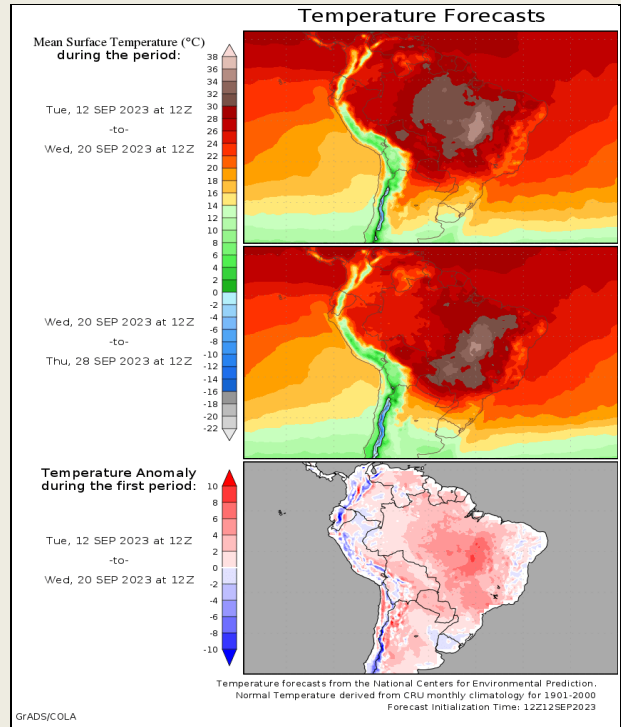 Temperature Forecasts
Mean Surface Temperature (°C)
during the period:
Tue, 12 SEP 2023 at 12Z
-to-
Wed, 20 SEP 2023 at 12Z
38
36
34
32
30
28
26
24
22
20
18
16
14
12
10
8
6
4
2
0
-2
-4
-6
-8
-10
-12
-14
-16
-18
-20
-22
Wed, 20 SEP 2023 at 12Z
-to-
Thu, 28 SEP 2023 at 12Z
Temperature Anomaly
during the first period:
Tue, 12 SEP 2023 at 12Z
-to-
Wed, 20 SEP 2023 at 12Z
10
8
6
4
2
0
-2
-4
-6
-8
-10
Temperature forecasts from the National Centers for Environmental Prediction.
Normal Temperature derived from CRU monthly climatology for 1901-2000
Forecast Initialization Time: 12Z12SEP2023
GrADS/COLA